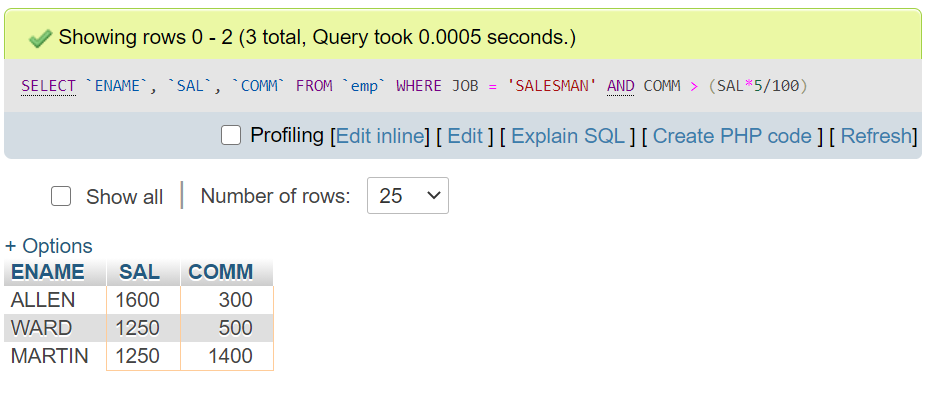 Showing rows 0 - 2 (3 total, Query took 0.0005 seconds.)
SELECT `ENAME`, `SAL`, `COMM` FROM `emp` WHERE JOB = 'SALESMAN' AND COMM > (SAL*5/100)
Profiling [Edit inline] [ Edit ] [ Explain SQL ] [ Create PHP code ] [ Refresh]
Show all | Number of rows: 25
+ Options
ENAME SAL COMM
ALLEN 1600 300
WARD 1250 500
MARTIN 1250 1400